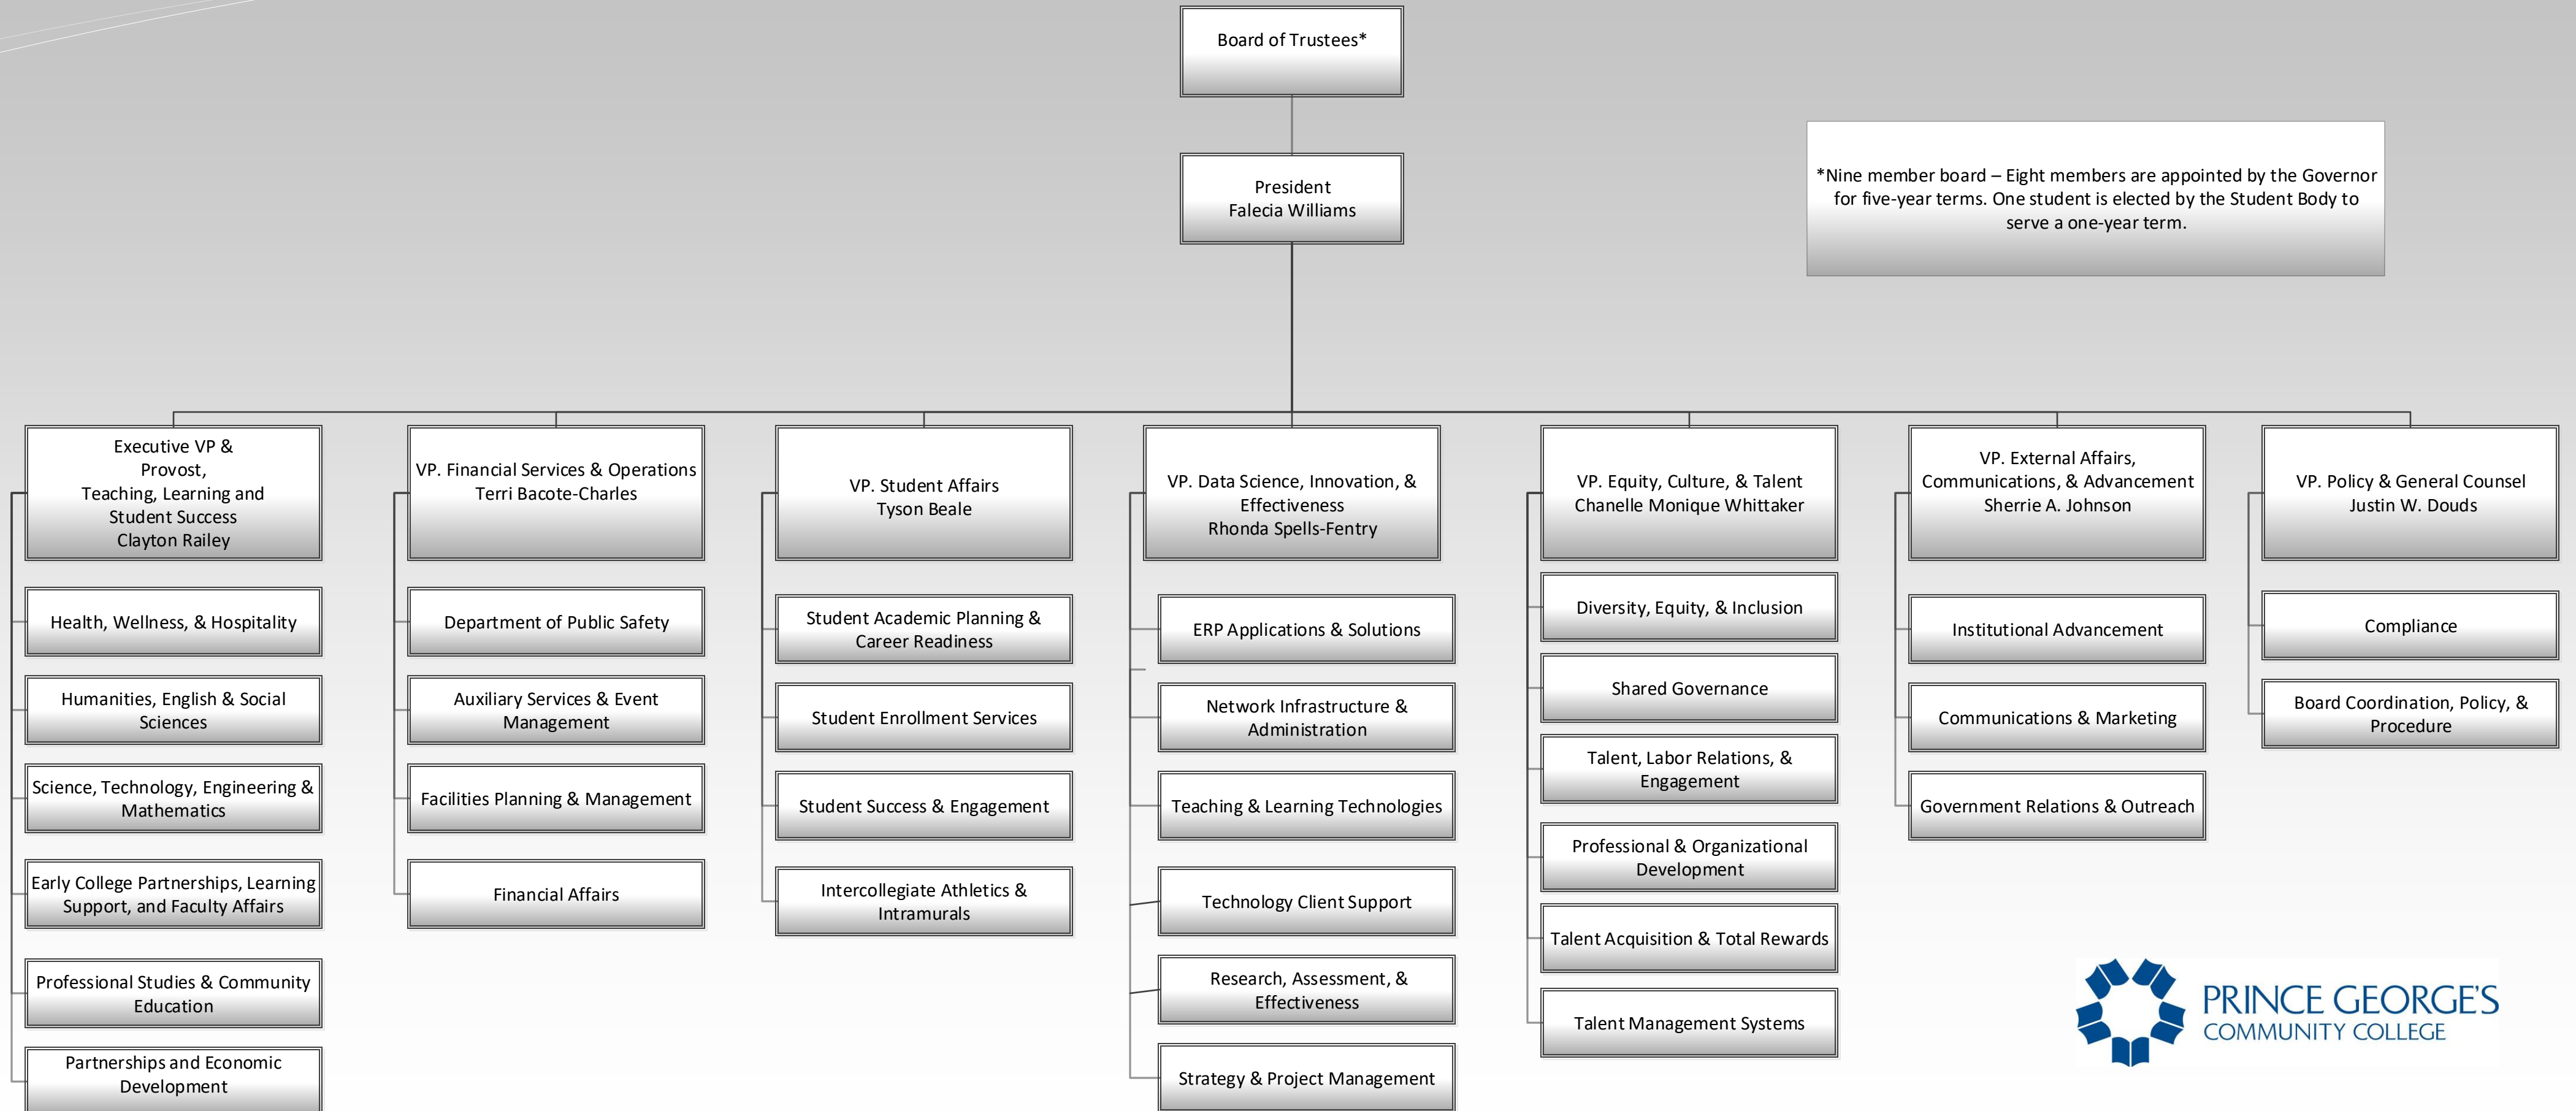 Board of Trustees*
President
Falecia Williams
*Nine member board – Eight members are appointed by the Governor
for five-year terms. One student is elected by the Student Body to
serve a one-year term.
Executive VP &
Provost,
Teaching, Learning and
Student Success
Clayton Railey
Health, Wellness, & Hospitality
Humanities, English & Social
Sciences
Science, Technology, Engineering &
Mathematics
Early College Partnerships, Learning
Support, and Faculty Affairs
Professional Studies & Community
Education
Partnerships and Economic
Development
VP. Financial Services & Operations
Terri Bacote-Charles
Department of Public Safety
Auxiliary Services & Event
Management
Facilities Planning & Management
Financial Affairs
VP. Student Affairs
Tyson Beale
Student Academic Planning &
Career Readiness
Student Enrollment Services
Student Success & Engagement
Intercollegiate Athletics &
Intramurals
VP. Data Science, Innovation, &
Effectiveness
Rhonda Spells-Fentry
ERP Applications & Solutions
Network Infrastructure &
Administration
Teaching & Learning Technologies
Technology Client Support
Research, Assessment, &
Effectiveness
Strategy & Project Management
VP. Equity, Culture, & Talent
Chanelle Monique Whittaker
Diversity, Equity, & Inclusion
Shared Governance
Talent, Labor Relations, &
Engagement
Professional & Organizational
Development
Talent Acquisition & Total Rewards
Talent Management Systems
VP. External Affairs,
Communications, & Advancement
Sherrie A. Johnson
Institutional Advancement
Communications & Marketing
Government Relations & Outreach
VP. Policy & General Counsel
Justin W. Douds
Compliance
Board Coordination, Policy, &
Procedure
PRINCE GEORGE'S
COMMUNITY COLLEGE